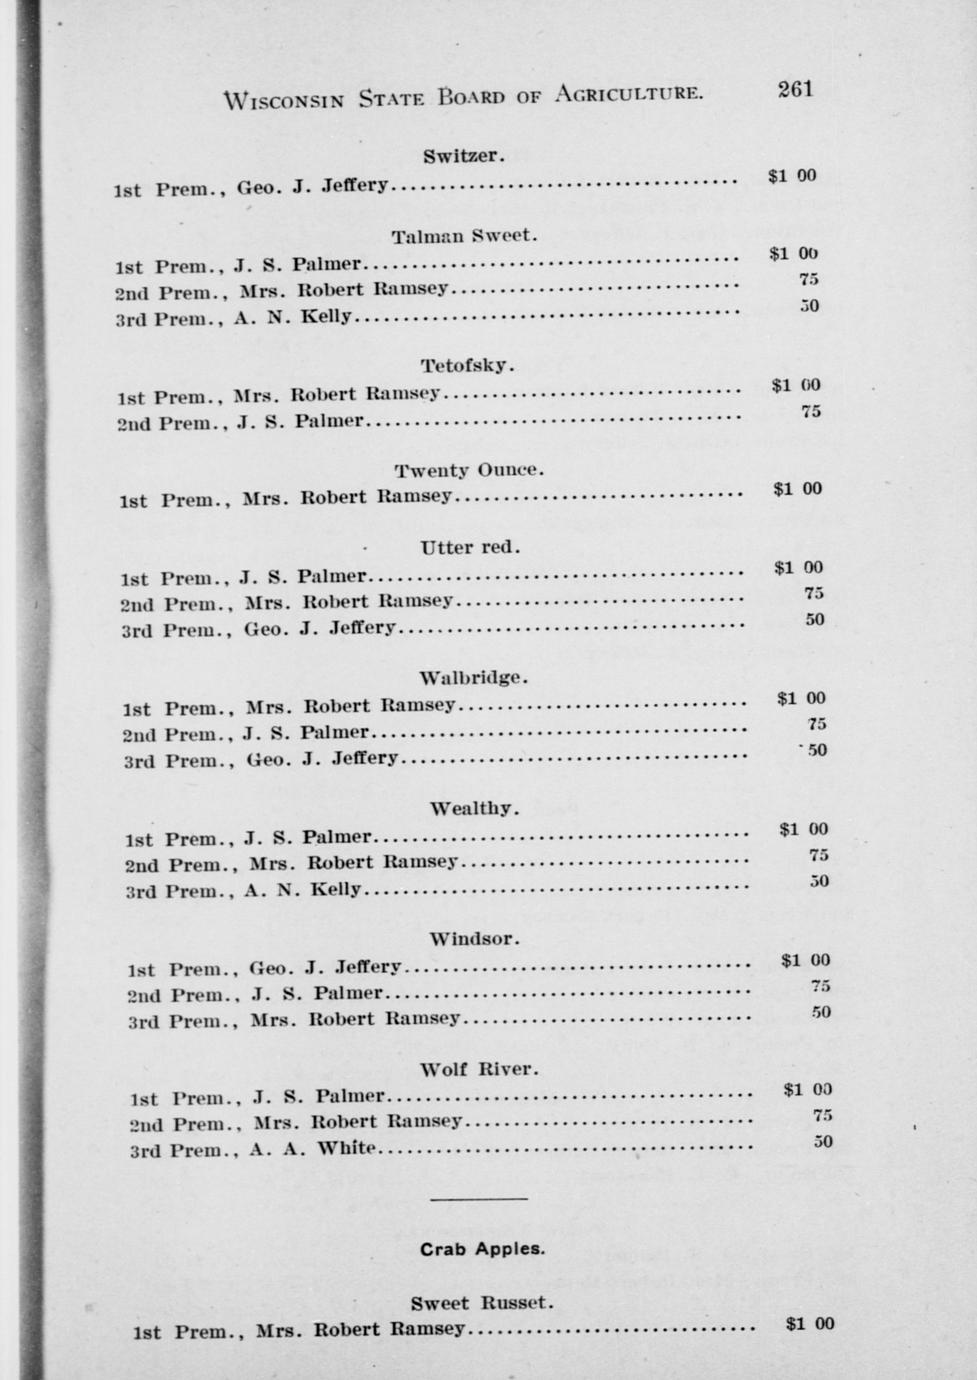 Wisconsin State Board of Agriculture. 261
Switzer.
1st Prem., Geo. J. Jeffery.................................... $1 00
Talman Sweet.
1st Prem., J. S. Palmer....................................... $1 00
2nd Prem., Mrs. Robert Ramsey.............................. 75
3rd Prem., A. N. Kelly........................................ 50
Tetofsky.
1st Prem., Mrs. Robert Ramsey............................... $1 00
2nd Prem., J. S. Palmer....................................... 75
Twenty Ounce.
1st Prem., Mrs. Robert Ramsey.............................. $1 00
Utter red.
1st Prem., J. S. Palmer....................................... $1 00
2nd Prem., Mrs. Robert Ramsey.............................. 75
3rd Prem., Geo. J. Jeffery.................................... 50
Walbridge.
1st Prem., Mrs. Robert Ramsey.............................. $1 00
2nd Prem., J. S. Palmer....................................... 75
3rd Prem., Geo. J. Jeffery.................................... 50
Wealthy.
1st Prem., J. S. Palmer....................................... $1 00
2nd Prem., Mrs. Robert Ramsey.............................. 75
3rd Prem., A. N. Kelly........................................ 50
Windsor.
1st Prem., Geo. J. Jeffery.................................... $1 00
2nd Prem., J. S. Palmer...................................... 75
3rd Prem., Mrs. Robert Ramsey.............................. 50
Wolf River.
1st Prem., J. S. Palmer...................................... $1 00
2nd Prem., Mrs. Robert Ramsey.............................. 75
3rd Prem., A. A. White....................................... 50
Crab Apples.
Sweet Russet.
1st Prem., Mrs. Robert Ramsey.............................. $1 00